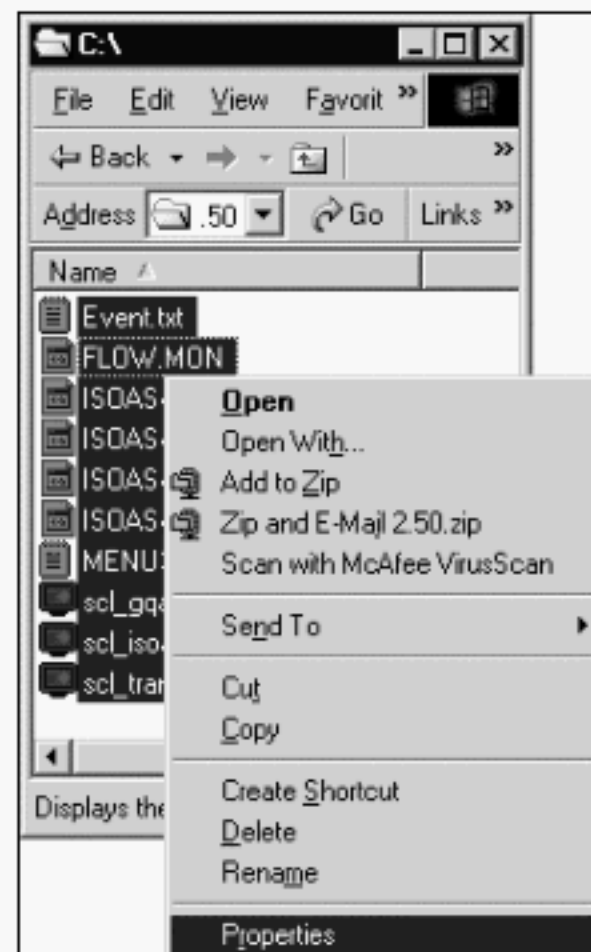 C:\
File Edit View Favorit »
Back »
Address .50 Go Links »
Name
Event.txt
FLOW.MON
ISOAS
ISOAS
ISOAS
ISOAS
MENU
scl_gqa
scl_iso
scl_tran
Displays the
Open
Open With...
Add to Zip
Zip and E-Mail 2.50.zip
Scan with McAfee VirusScan
Send To
Cut
Copy
Create Shortcut
Delete
Rename
Properties